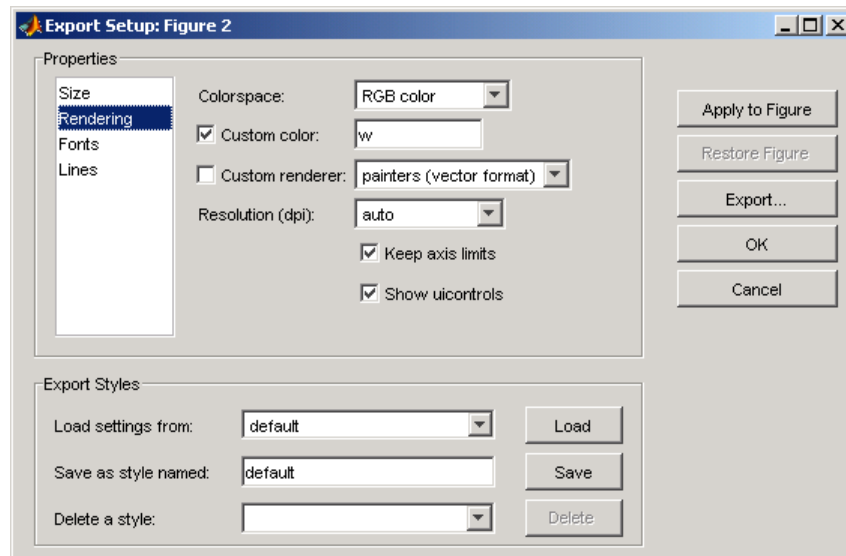 Export Setup: Figure 2
Properties
Size
Rendering
Fonts
Lines
Colorspace: RGB color
Custom color: w
Custom renderer: painters (vector format)
Resolution (dpi): auto
Keep axis limits
Show uicontrols
Apply to Figure
Restore Figure
Export...
OK
Cancel
Export Styles
Load settings from: default Load
Save as style named: default Save
Delete a style: Delete